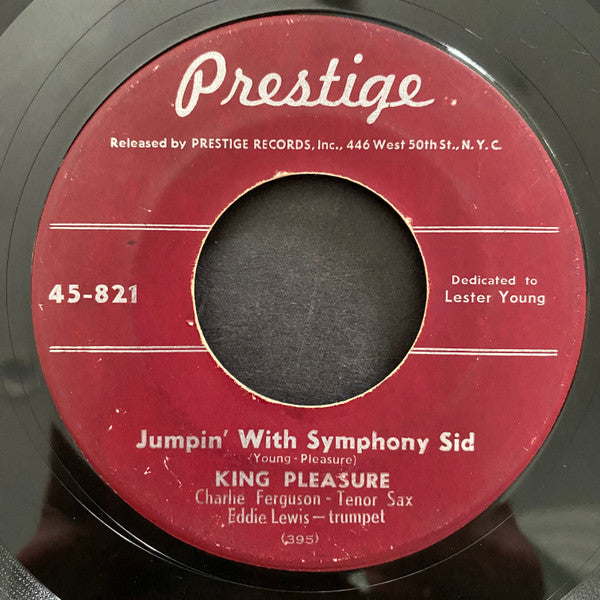 Prestige
Released by PRESTIGE RECORDS, Inc., 446 West 50th St., N. Y. C.
45-821
Dedicated to
Lester Young
Jumpin' With Symphony Sid
(Young-Pleasure)
KING PLEASURE
Charlie Ferguson - Tenor Sax
Eddie Lewis — trumpet
(395)